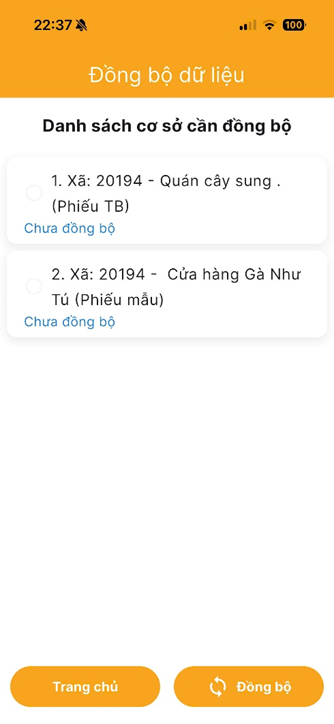 22:37
100
Đồng bộ dữ liệu
Danh sách cơ sở cần đồng bộ
1. Xã: 20194 - Quán cây sung .
(Phiếu TB)
Chưa đồng bộ
2. Xã: 20194 - Cửa hàng Gà Như
Tú (Phiếu mẫu)
Chưa đồng bộ
Trang chủ
Đồng bộ